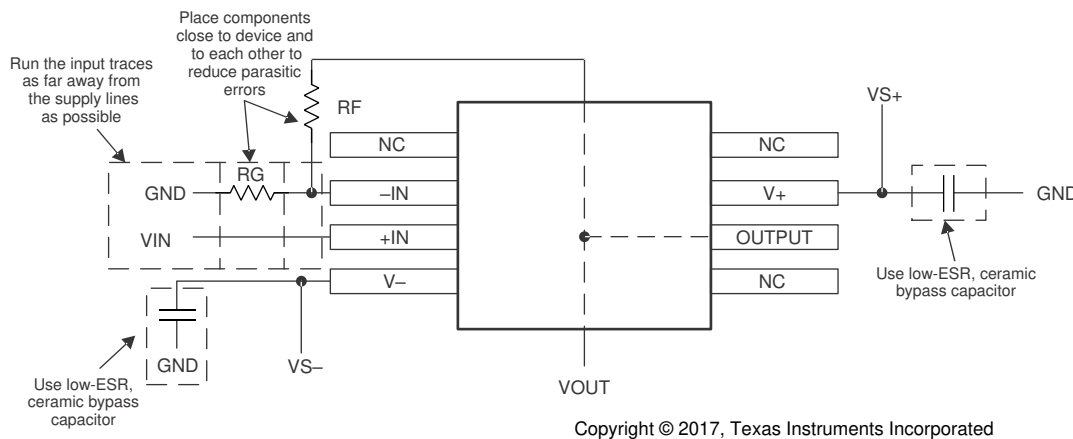 Place components
close to device and
to each other to
reduce parasitic
errors
Run the input traces
as far away from
the supply lines
as possible
RF
VS+
NC
NC
RG
GND
–IN
V+
GND
VIN
+IN
OUTPUT
V–
NC
Use low-ESR, ceramic
bypass capacitor
GND
VS–
VOUT
Use low-ESR,
ceramic bypass
capacitor
Copyright © 2017, Texas Instruments Incorporated